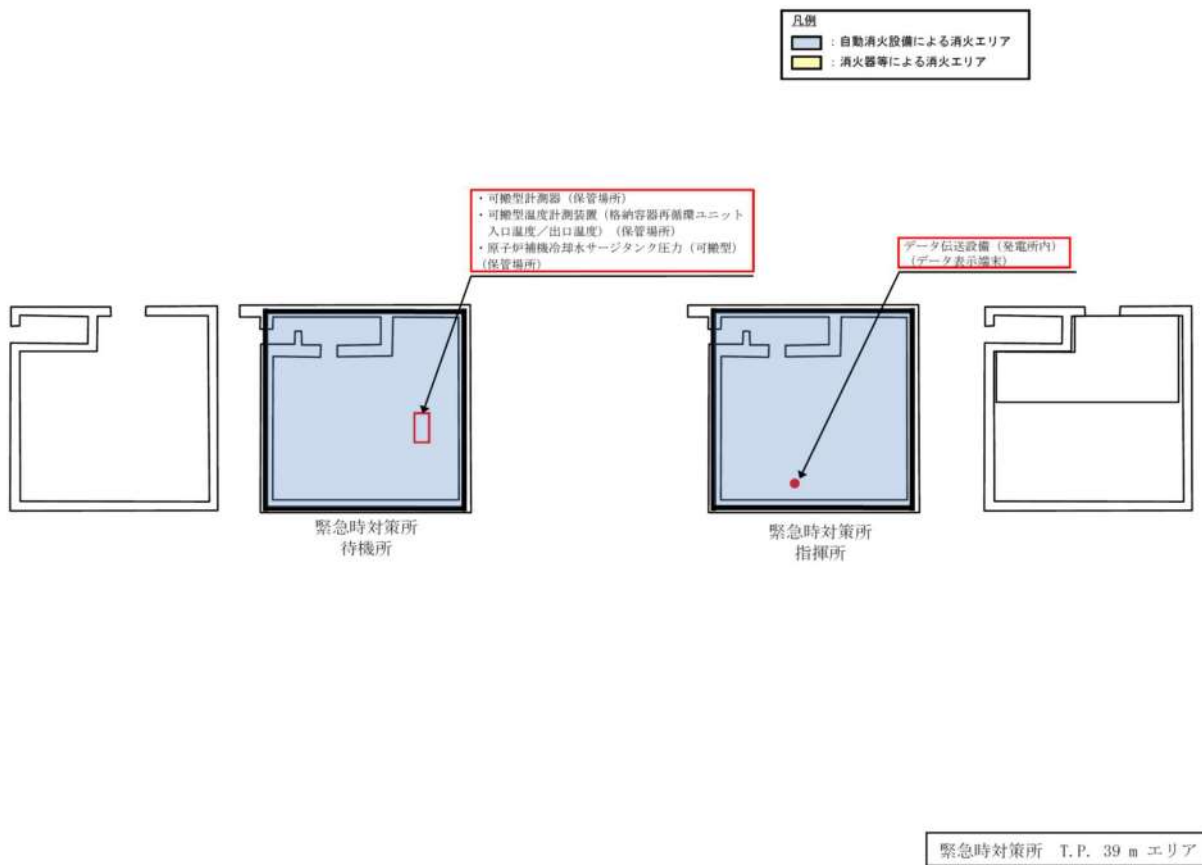 凡例
：自動消火設備による消火エリア
：消火器等による消火エリア
・可搬型計測器（保管場所）
・可搬型温度計測装置（格納容器再循環ユニット
入口温度／出口温度）（保管場所）
・原子炉補機冷却水サージタンク圧力（可搬型）
（保管場所）
データ伝送設備（発電所内）
（データ表示端末）
緊急時対策所
待機所
緊急時対策所
指揮所
緊急時対策所 T.P. 39 m エリア